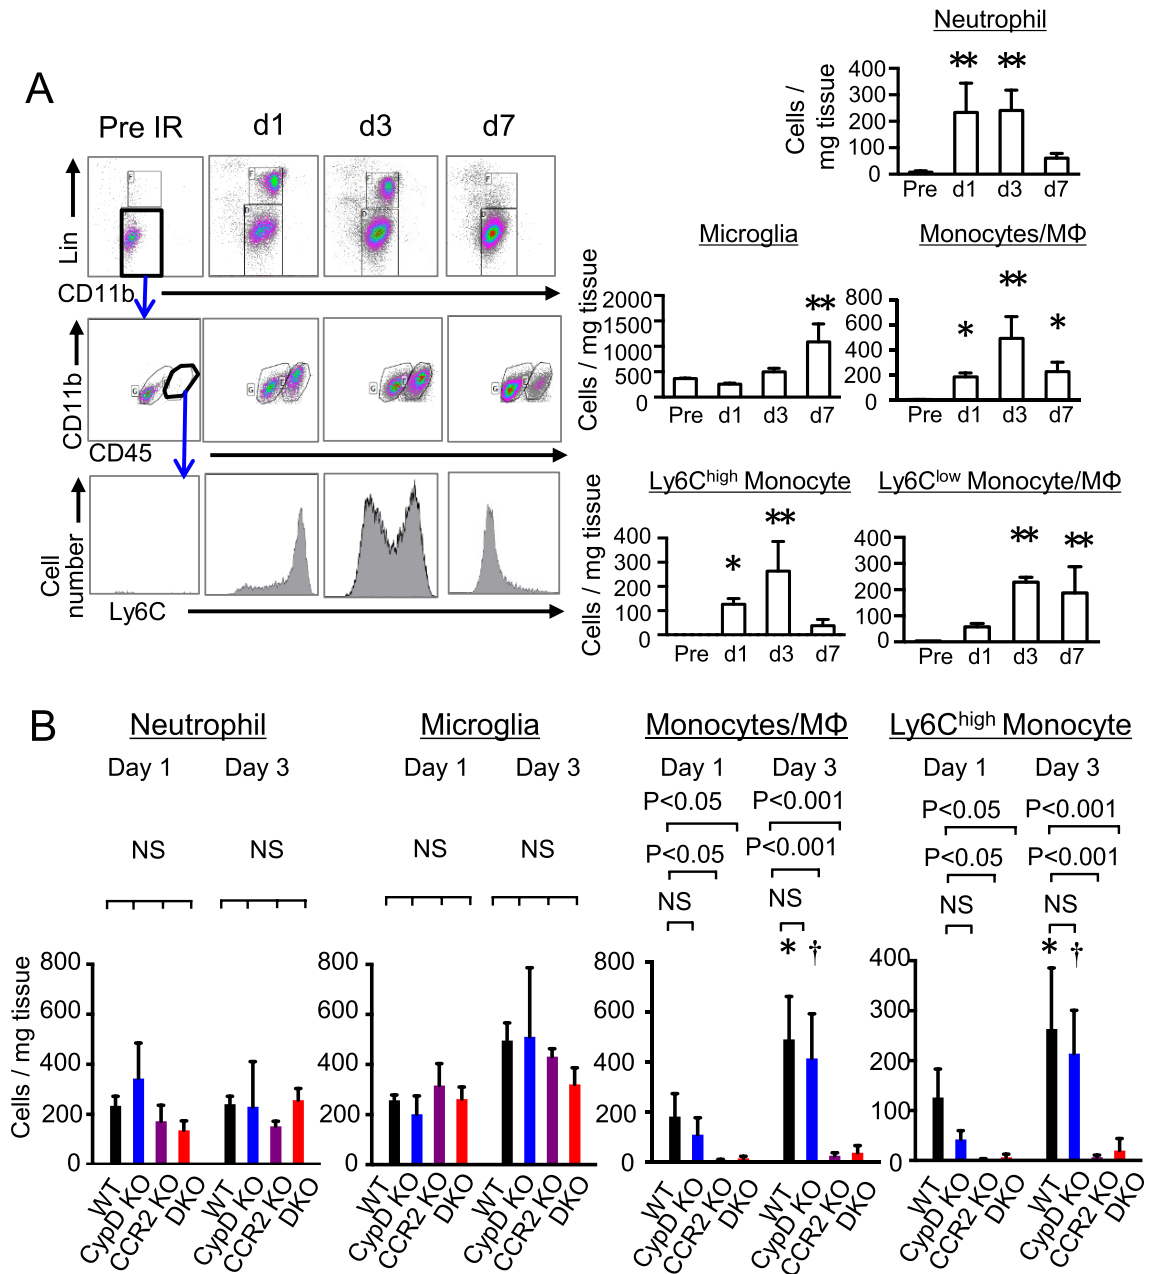 A
Pre IR d1 d3 d7
Lin
F F F F
D D D
CD11b
CD11b
G G E G E G
CD45
Cell
number
Ly6C
Neutrophil
Cells /
mg tissue
400
300
200
100
0
Pre d1 d3 d7
** **
Microglia
Cells / mg tissue
2000
1500
1000
500
0
Pre d1 d3 d7
**
Monocytes/MΦ
800
600
400
200
0
Pre d1 d3 d7
* ** *
Ly6Chigh Monocyte
Cells / mg tissue
400
300
200
100
0
Pre d1 d3 d7
* **
Ly6Clow Monocyte/MΦ
400
300
200
100
0
Pre d1 d3 d7
** **
B
Neutrophil
Day 1 Day 3
NS NS
Cells / mg tissue
800
600
400
200
0
WT CypD KO CCR2 KO DKO WT CypD KO CCR2 KO DKO
Microglia
Day 1 Day 3
NS NS
800
600
400
200
0
WT CypD KO CCR2 KO DKO WT CypD KO CCR2 KO DKO
Monocytes/MΦ
Day 1 Day 3
P<0.05 P<0.001
P<0.05 P<0.001
NS NS
* †
800
600
400
200
0
WT CypD KO CCR2 KO DKO WT CypD KO CCR2 KO DKO
Ly6Chigh Monocyte
Day 1 Day 3
P<0.05 P<0.001
P<0.05 P<0.001
NS NS
* †
400
300
200
100
0
WT CypD KO CCR2 KO DKO WT CypD KO CCR2 KO DKO